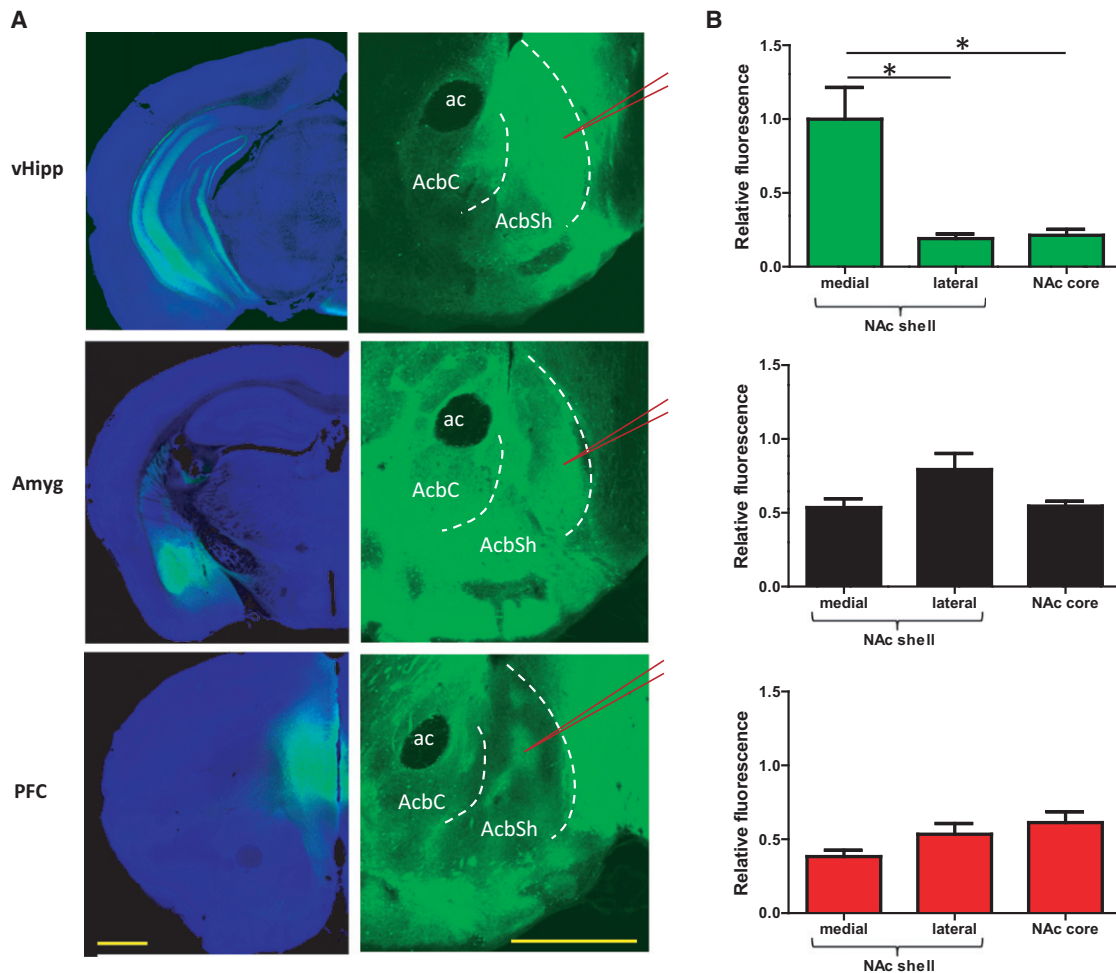 A
B
vHipp
ac
AcbC
AcbSh
Relative fluorescence
1.5
1.0
0.5
0.0
* *
medial lateral NAc core
NAc shell
Amyg
ac
AcbC
AcbSh
Relative fluorescence
1.5
1.0
0.5
0.0
medial lateral NAc core
NAc shell
PFC
ac
AcbC
AcbSh
Relative fluorescence
1.5
1.0
0.5
0.0
medial lateral NAc core
NAc shell